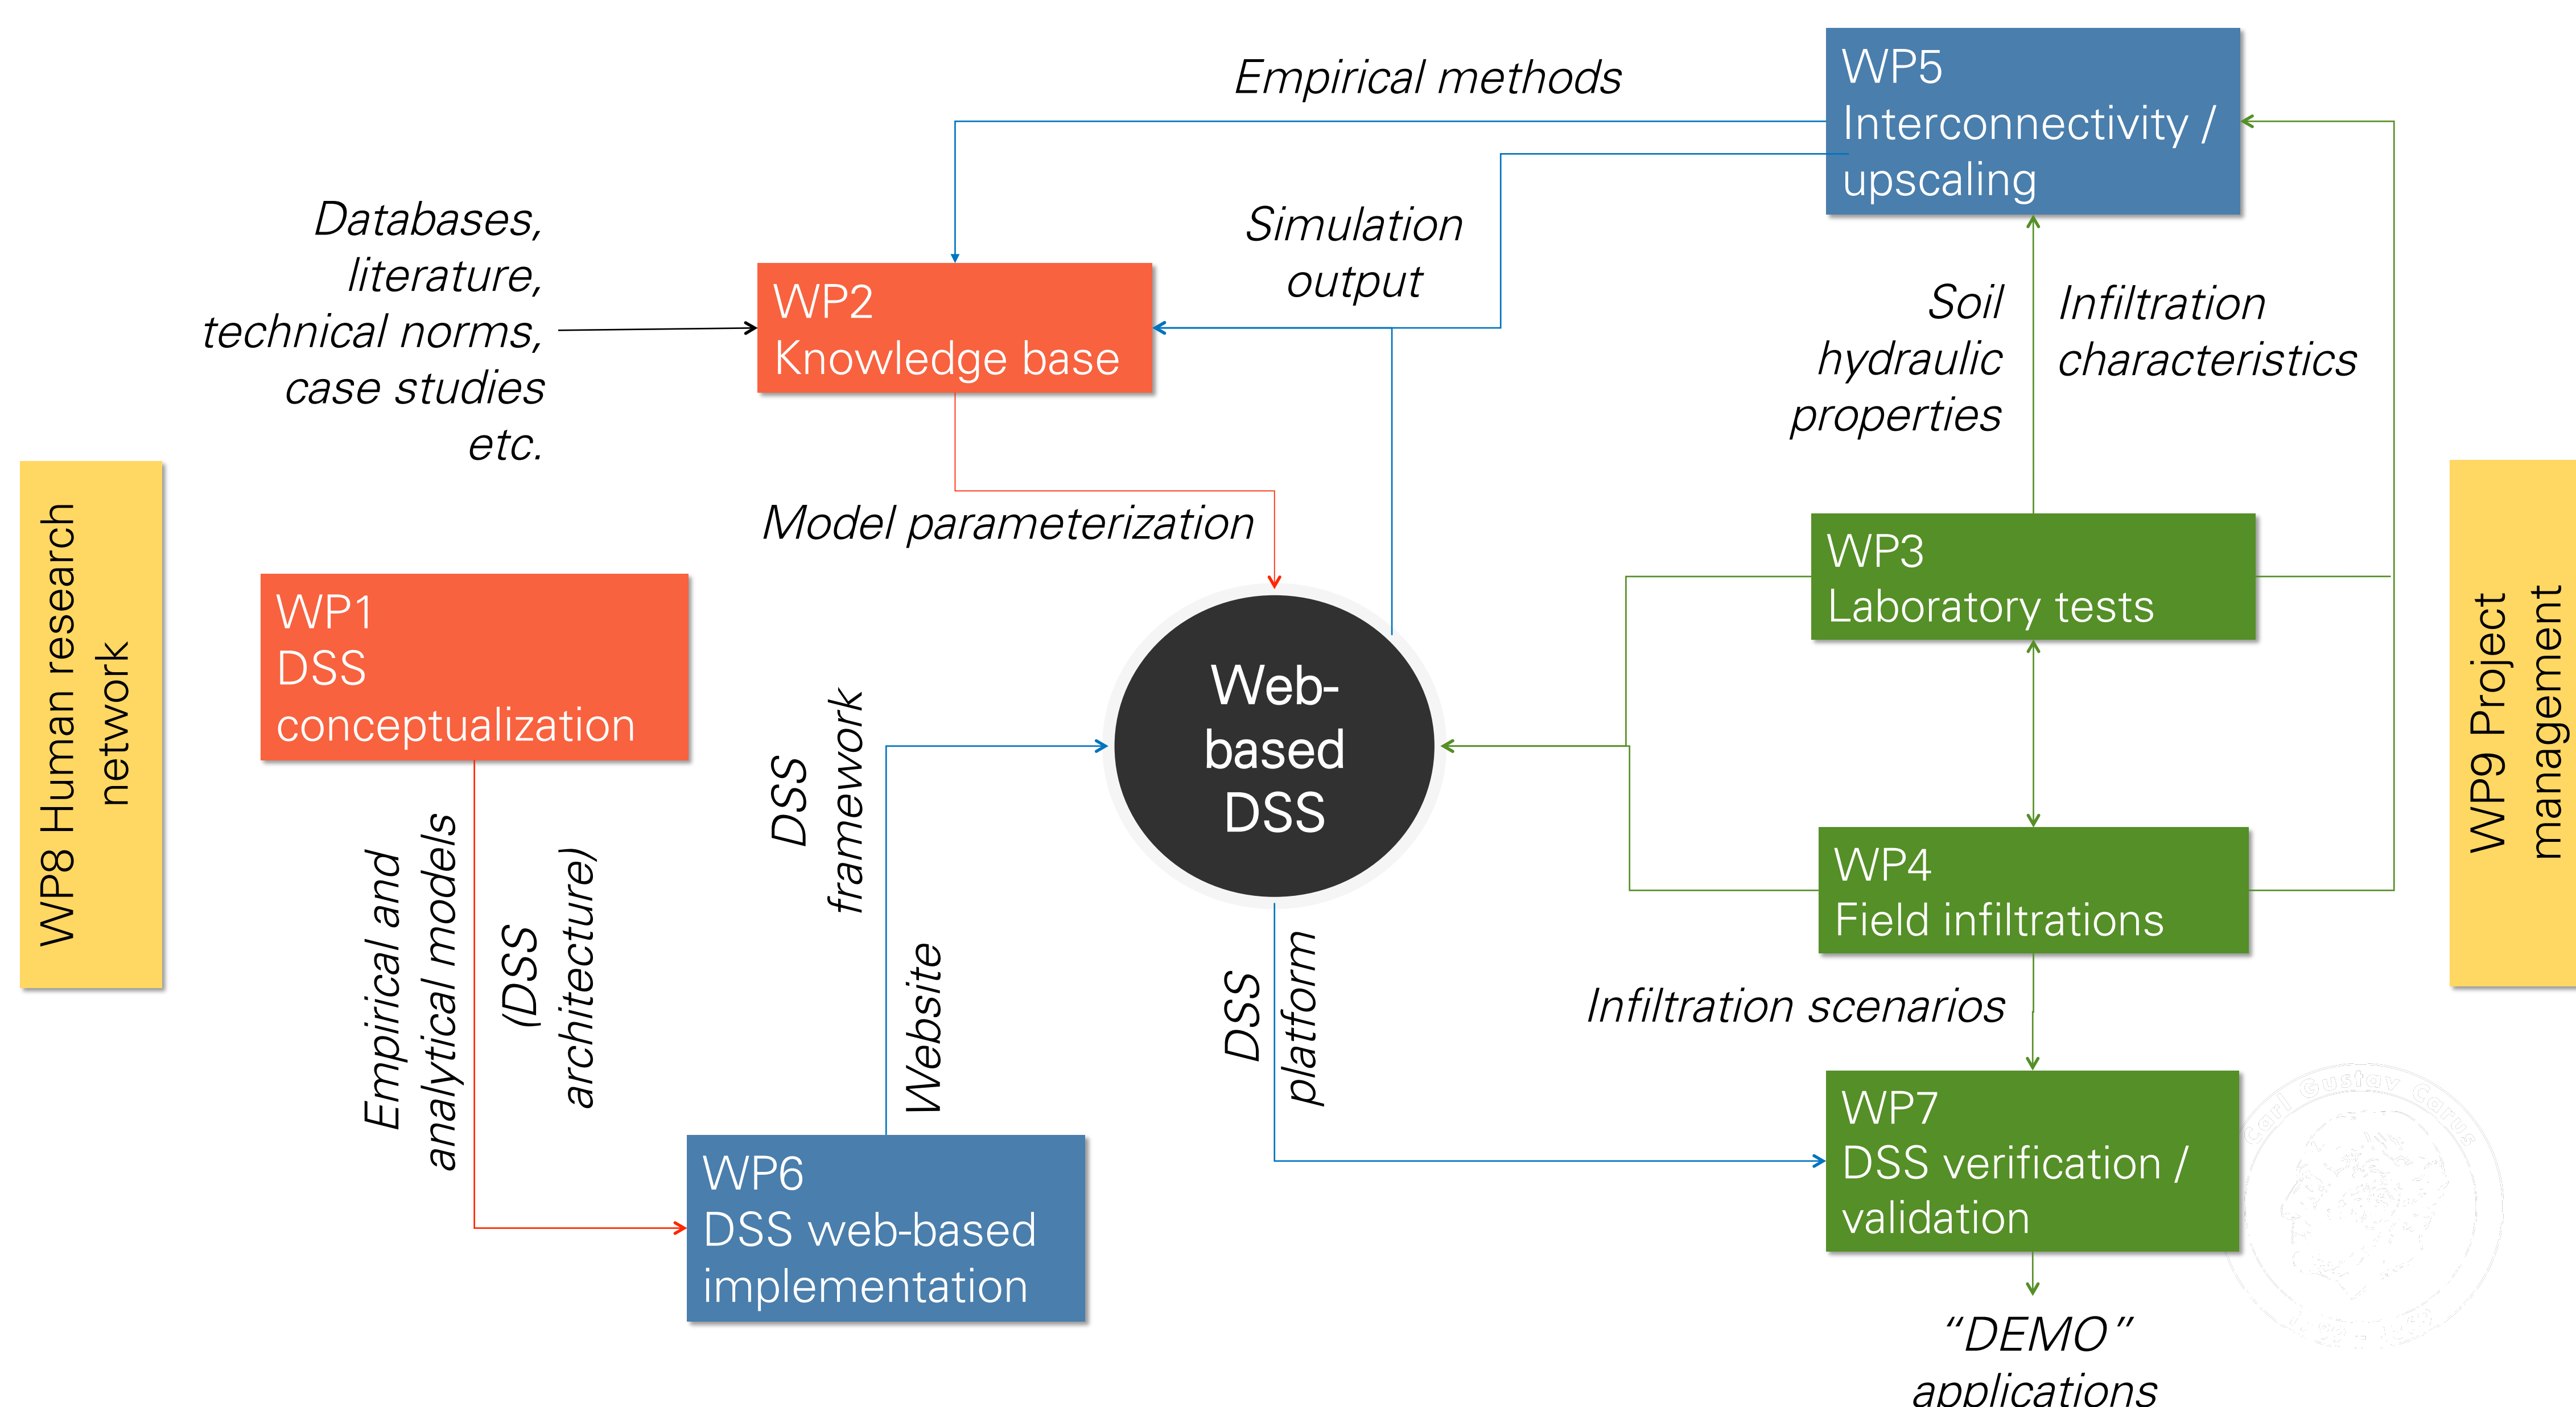 Empirical methods
WP5
Interconnectivity /
upscaling
Databases,
literature,
technical norms,
case studies
etc.
WP2
Knowledge base
Simulation
output
Soil
hydraulic
properties
Infiltration
characteristics
Model parameterization
WP8 Human research
network
WP1
DSS
conceptualization
Web-
based
DSS
WP3
Laboratory tests
WP9 Project
management
Empirical and
analytical models
(DSS
architecture)
DSS
framework
Website
DSS
platform
WP4
Field infiltrations
Infiltration scenarios
WP6
DSS web-based
implementation
WP7
DSS verification /
validation
Carl Gustav Carus
“DEMO”
applications